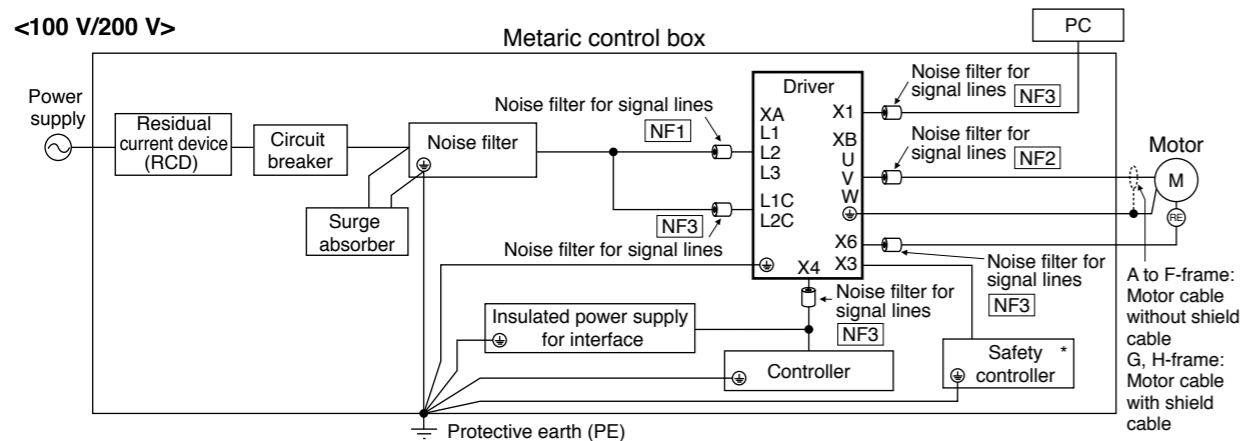 <100 V/200 V>
Metaric control box
PC
Power
supply
Residual
current device
(RCD)
Circuit
breaker
Noise filter
Surge
absorber
Noise filter for signal lines
NF1
NF3
Noise filter for signal lines
Driver
XA
L1
L2
L3
L1C
L2C
X1
XB
U
V
W
X6
X3
X4
Noise filter for
signal lines
NF3
Noise filter for
signal lines
NF2
Motor
M
RE
Noise filter for
signal lines
NF3
Noise filter for
signal lines
NF3
A to F-frame:
Motor cable
without shield
cable
G, H-frame:
Motor cable
with shield
cable
Insulated power supply
for interface
Controller
Safety *
controller
Protective earth (PE)